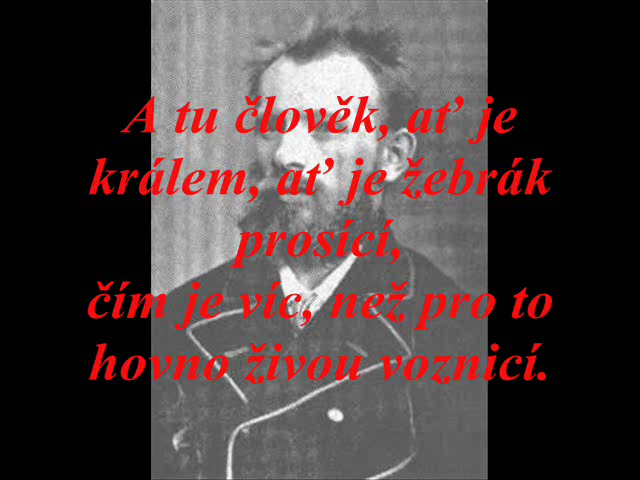 A tu člověk, ať je
králem, ať je žebrák
prosící,
čím je víc, než pro to
hovno živou voznicí.